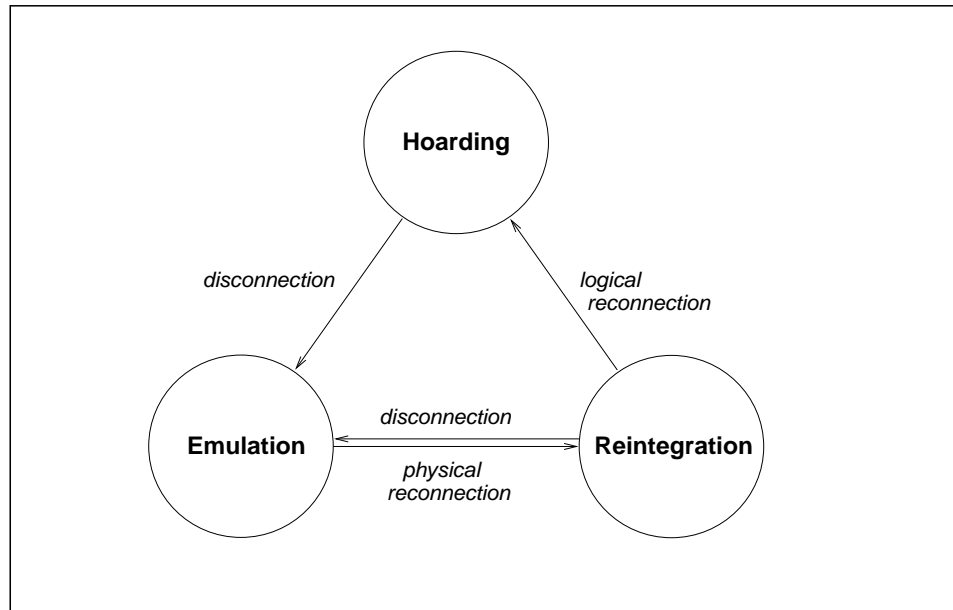 Hoarding
disconnection
logical
reconnection
disconnection
Emulation
Reintegration
physical
reconnection